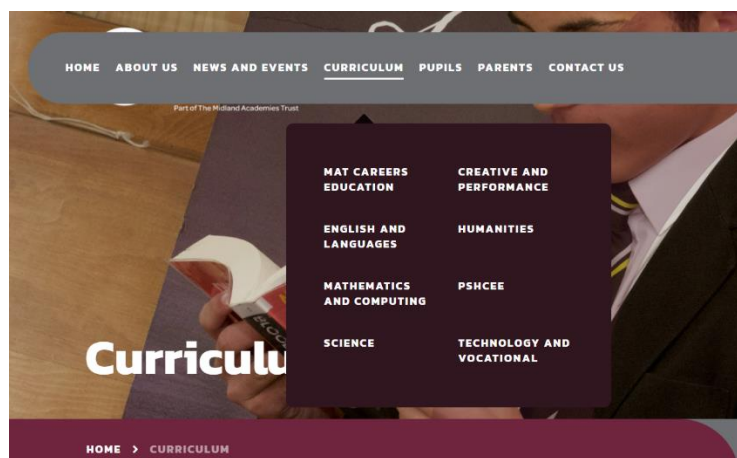 HOME ABOUT US NEWS AND EVENTS CURRICULUM PUPILS PARENTS CONTACT US
Part of The Midland Academies Trust
MAT CAREERS
EDUCATION
CREATIVE AND
PERFORMANCE
ENGLISH AND
LANGUAGES
HUMANITIES
MATHEMATICS
AND COMPUTING
PSHCEE
SCIENCE
TECHNOLOGY AND
VOCATIONAL
Curriculu
HOME > CURRICULUM